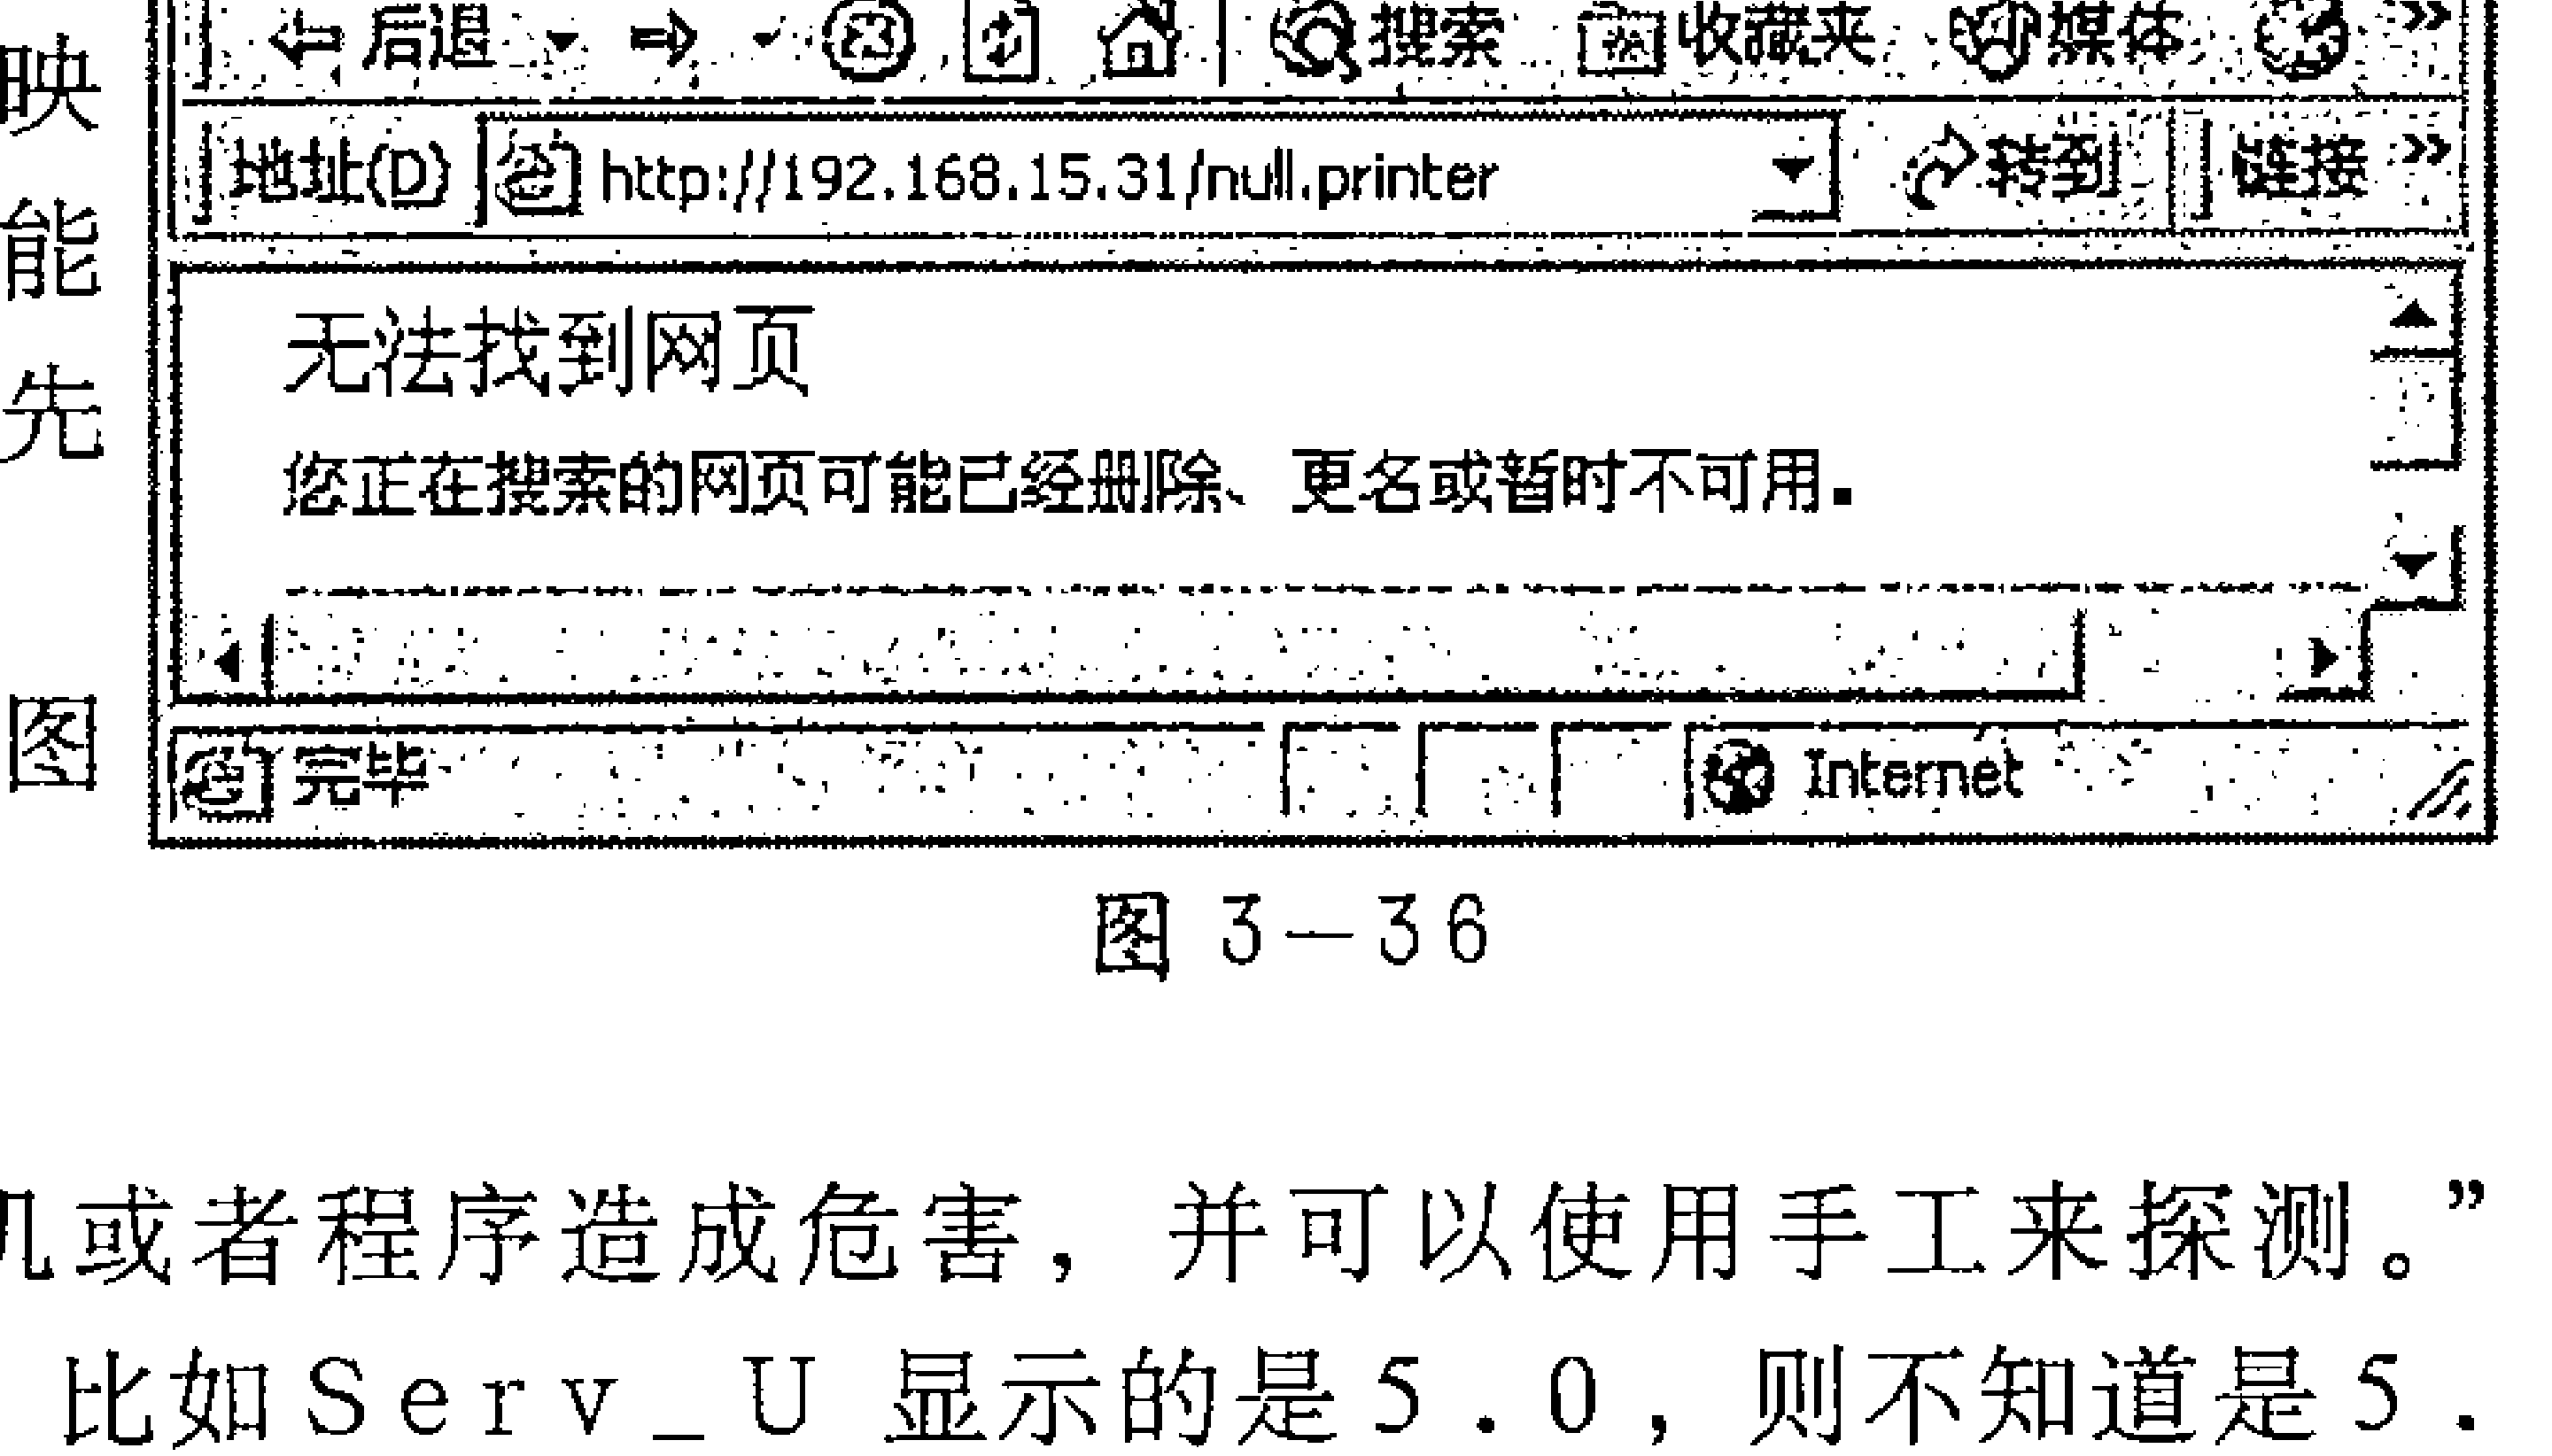 后退 搜索 收藏夹 媒体 »
映
地址(D) http://192.168.15.31/null.printer 转到 链接 »
能
无法找到网页
先
您正在搜索的网页可能已经删除、更名或暂时不可用.
图 完毕 Internet
图 3-36
机或者程序造成危害，并可以使用手工来探测。”
比如Serv_U 显示的是5.0，则不知道是5.